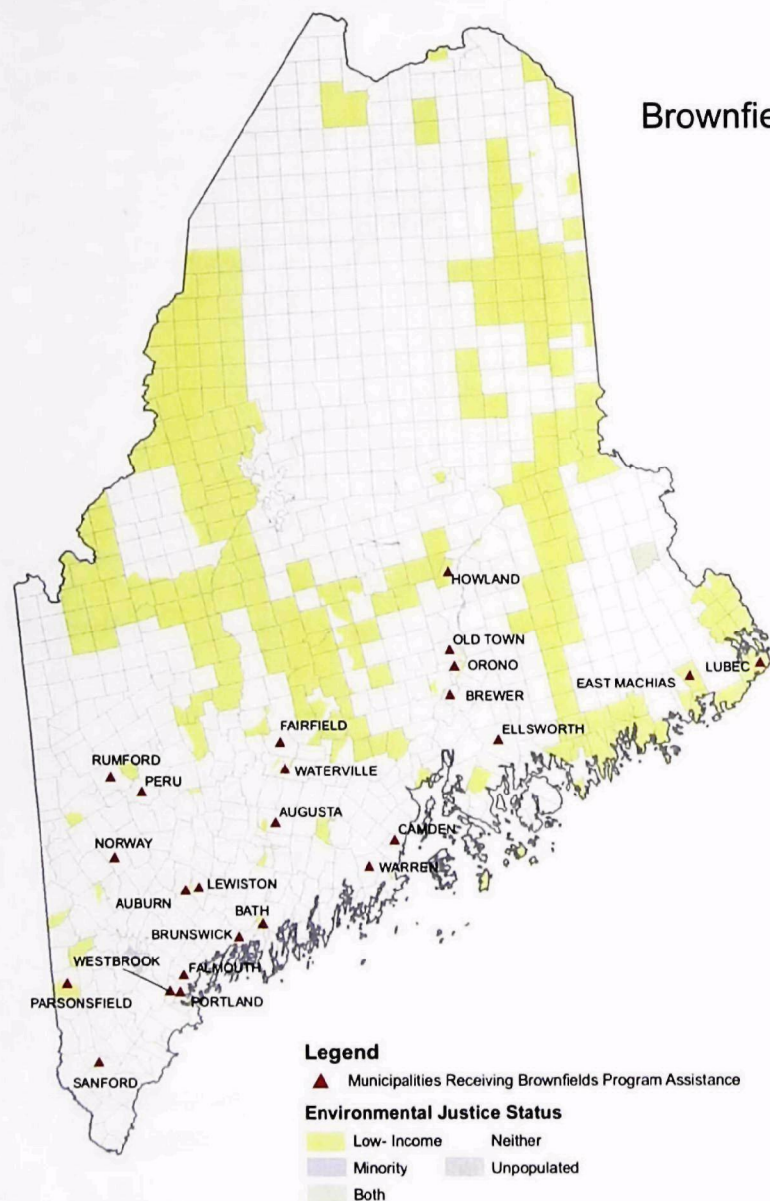 Brownfie
HOWLAND
OLD TOWN
ORONO
LUBEC
EAST MACHIAS
BREWER
ELLSWORTH
FAIRFIELD
RUMFORD
WATERVILLE
PERU
AUGUSTA
CAMDEN
NORWAY
WARREN
LEWISTON
AUBURN
BATH
BRUNSWICK
WESTBROOK
FALMOUTH
PARSONSFIELD
PORTLAND
SANFORD
Legend
Municipalities Receiving Brownfields Program Assistance
Environmental Justice Status
Low- Income Neither
Minority Unpopulated
Both